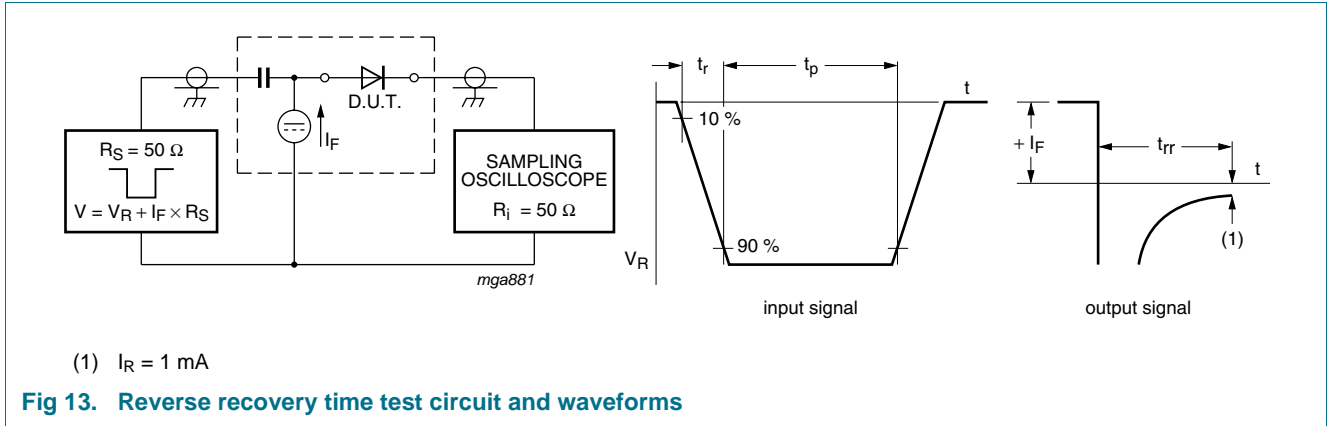 R_S = 50 Ω
V = V_R + I_F × R_S
D.U.T.
I_F
SAMPLING
OSCILLOSCOPE
R_i = 50 Ω
mga881
t_r
t_p
t
10 %
90 %
V_R
input signal
+ I_F
t_rr
t
(1)
output signal
(1) I_R = 1 mA
Fig 13. Reverse recovery time test circuit and waveforms